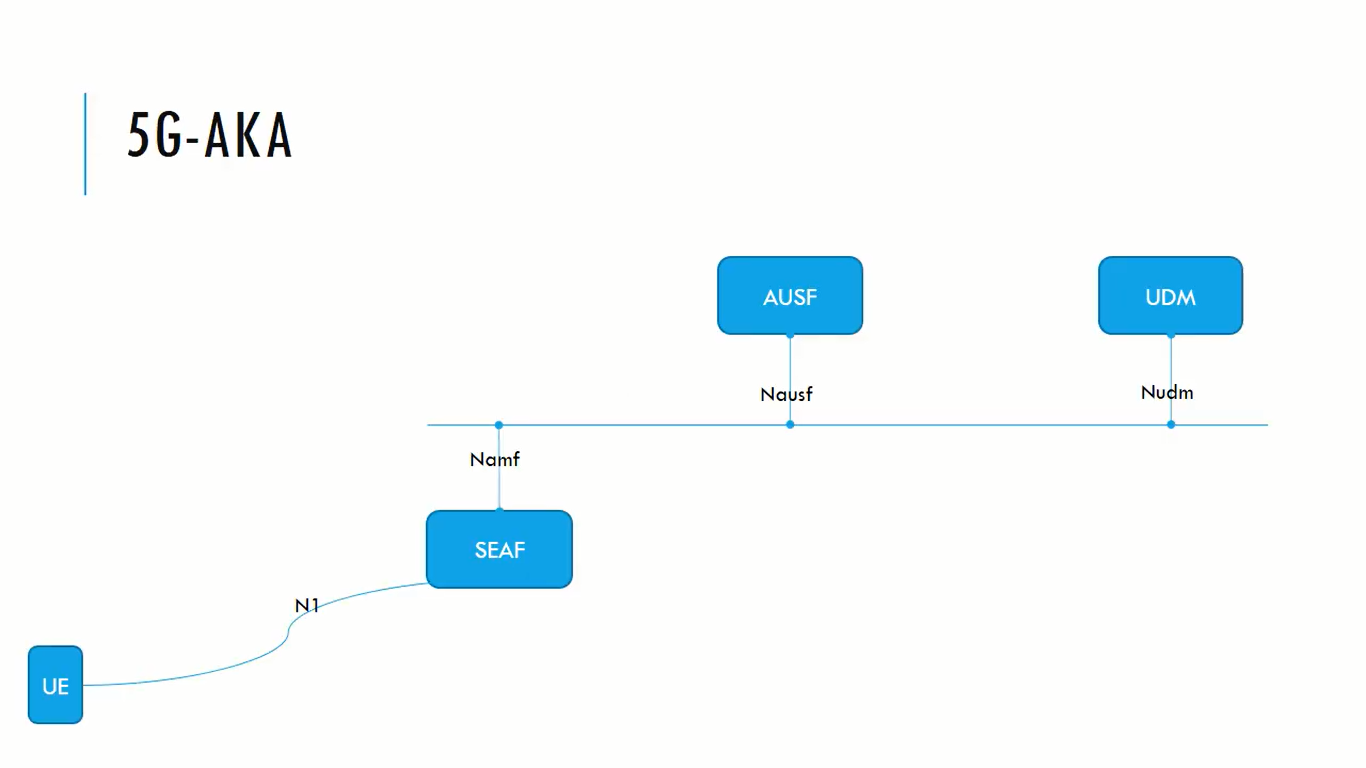 5G-AKA
AUSF
UDM
Nausf
Nudm
Namf
SEAF
N1
UE